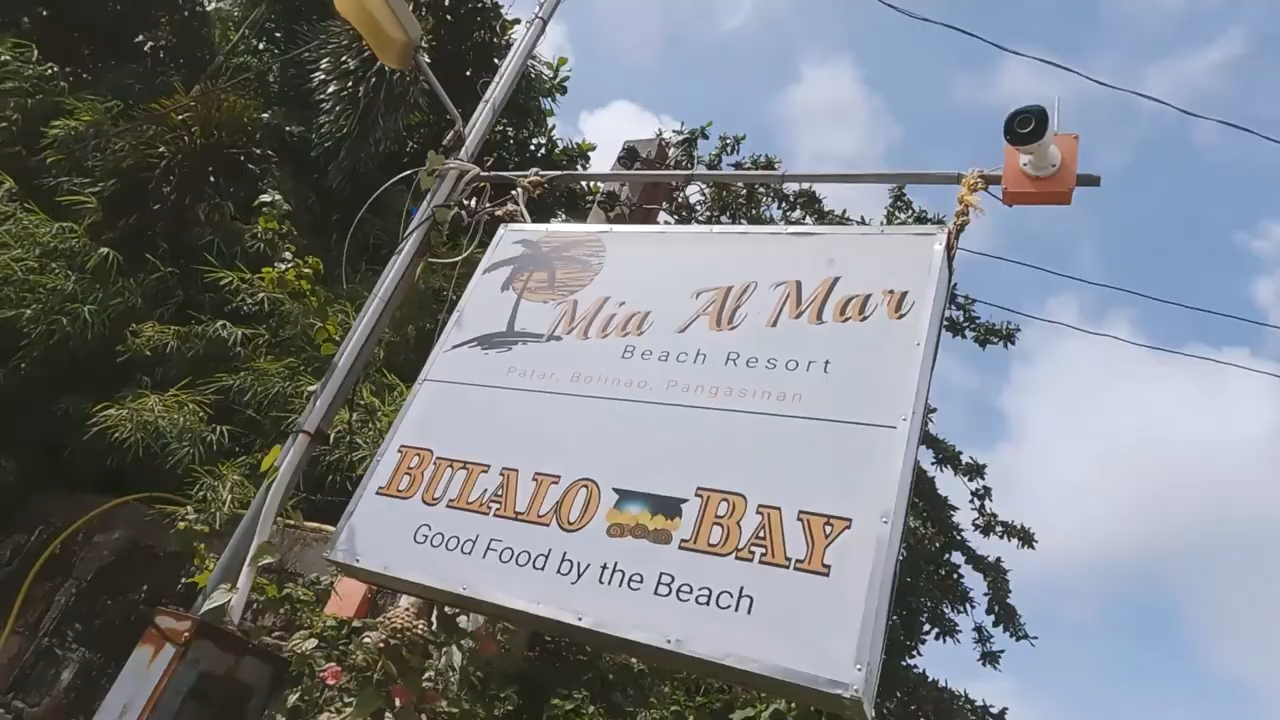 Mia Al Mar
Beach Resort
Patar, Bolinao, Pangasinan
BULALO BAY
Good Food by the Beach